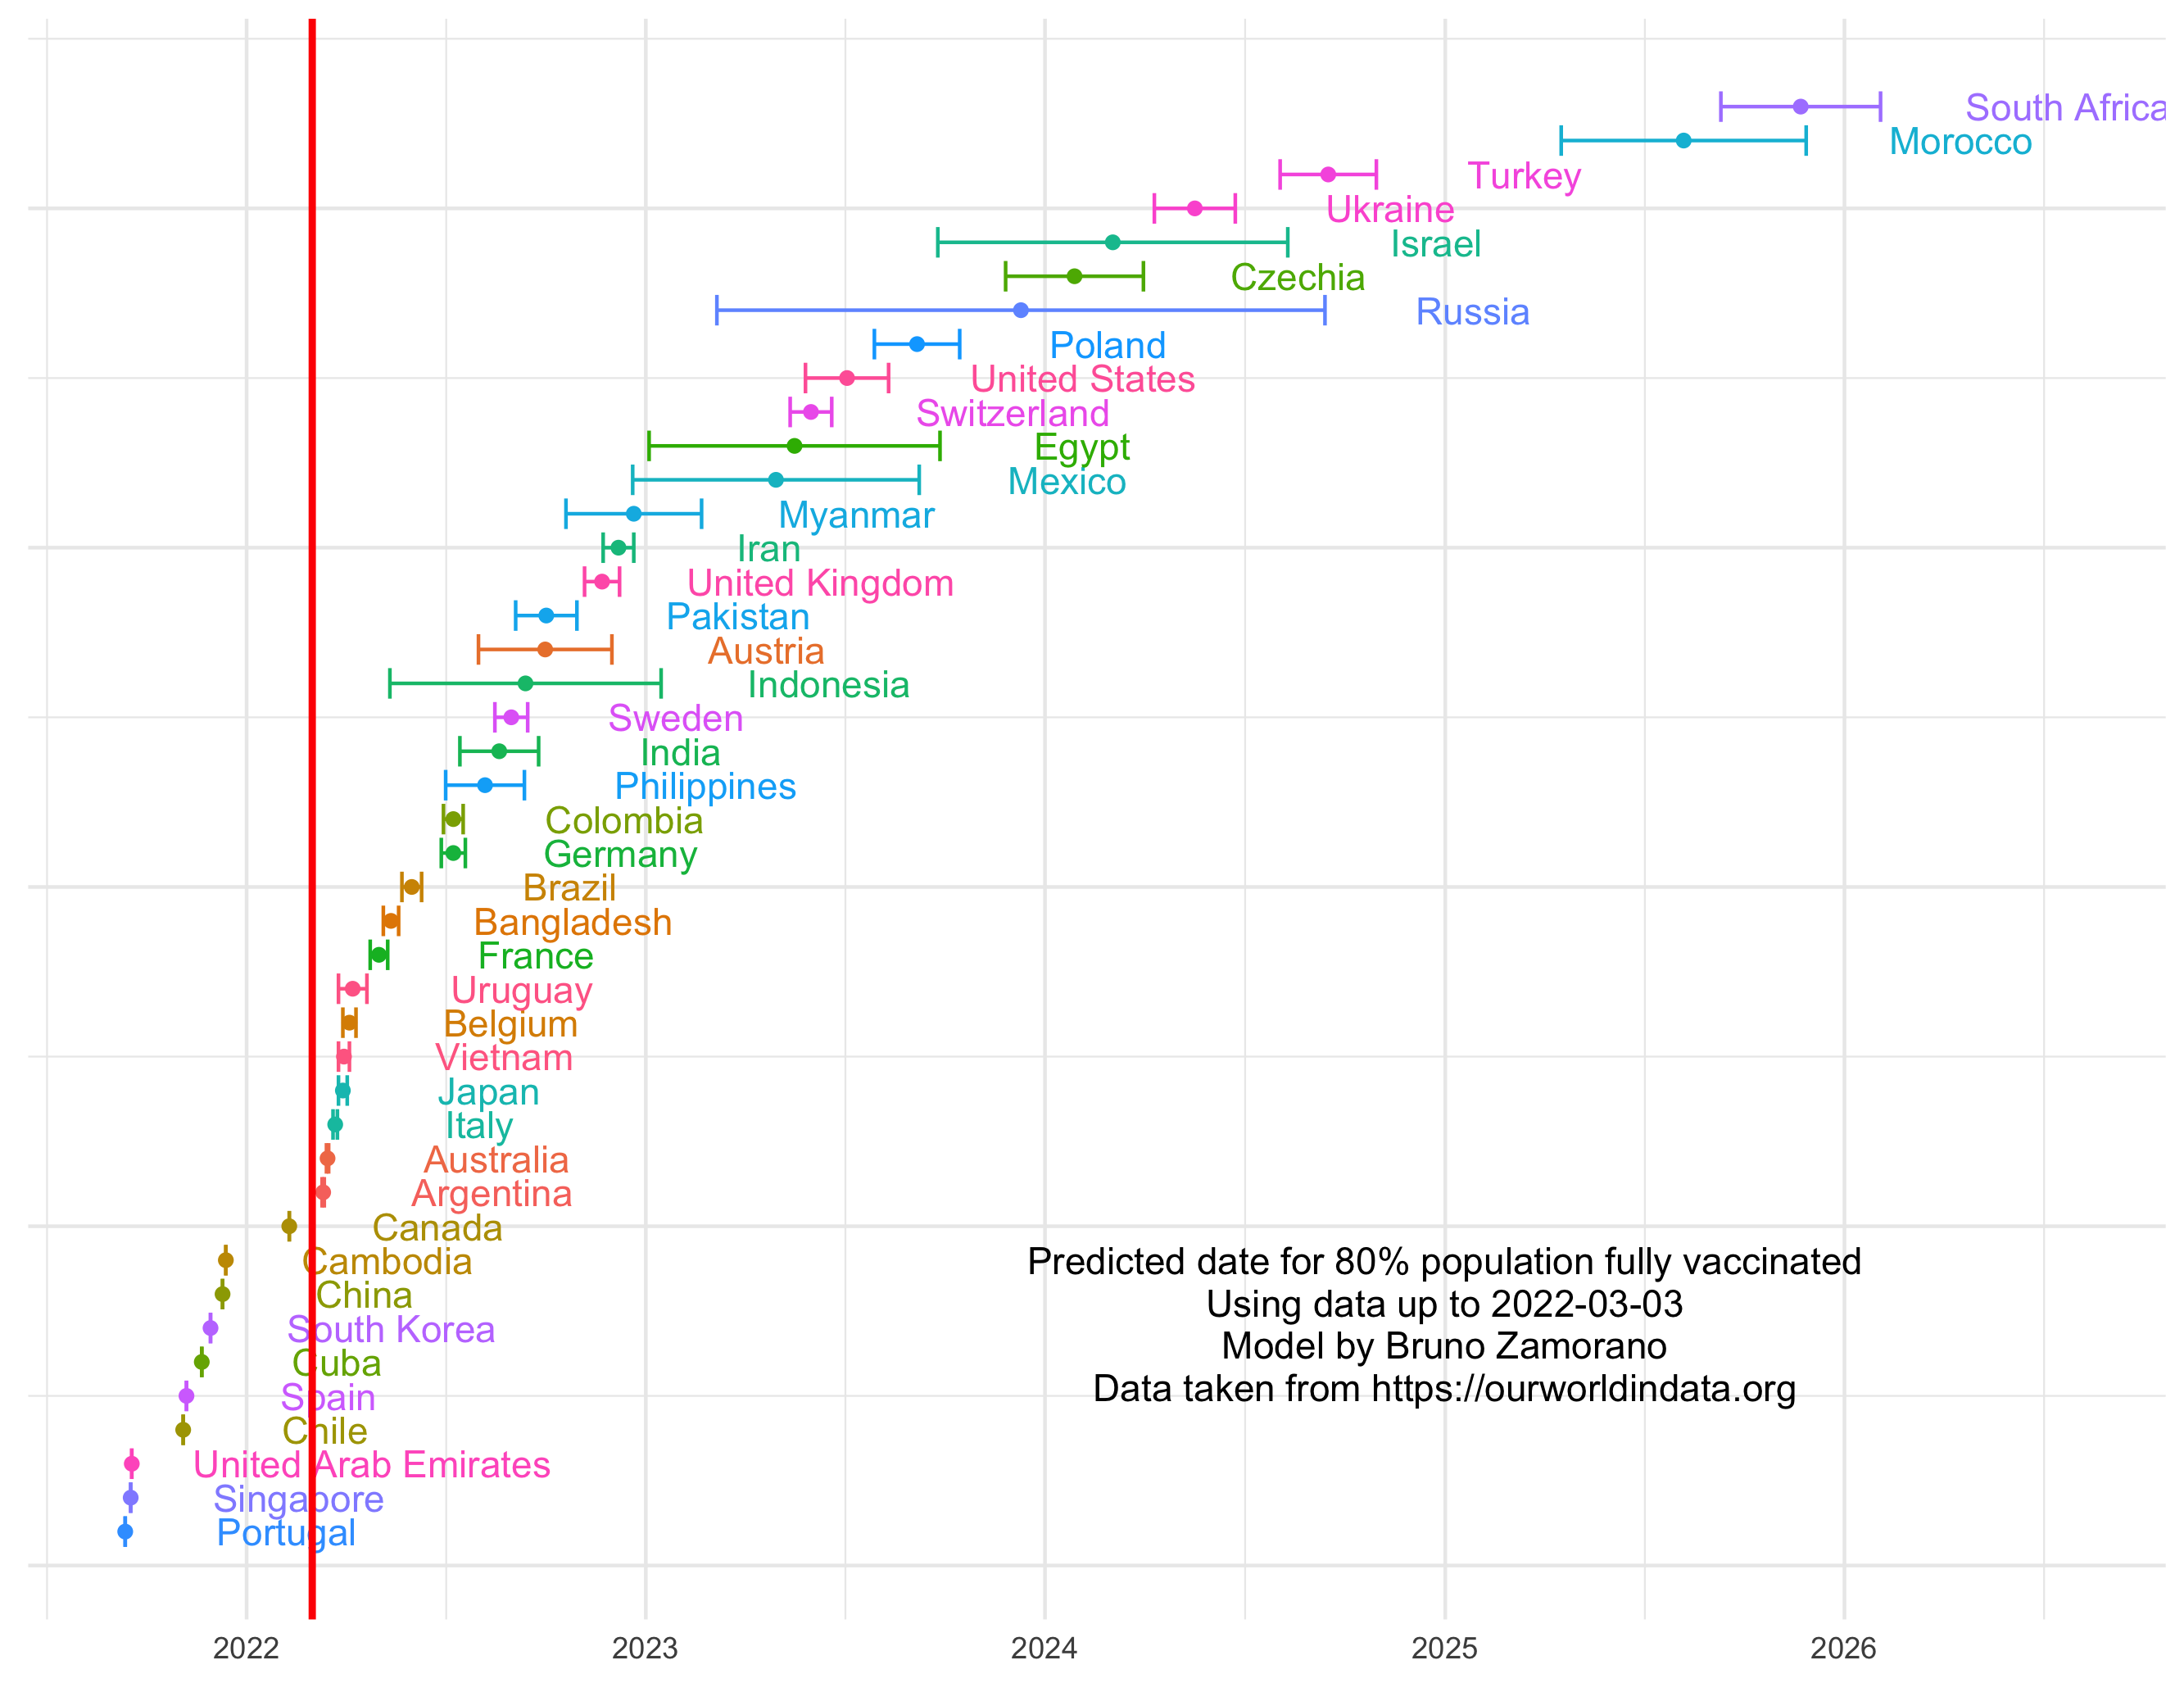 South Africa
Morocco
Turkey
Ukraine
Israel
Czechia
Russia
Poland
United States
Switzerland
Egypt
Mexico
Myanmar
Iran
United Kingdom
Pakistan
Austria
Indonesia
Sweden
India
Philippines
Colombia
Germany
Brazil
Bangladesh
France
Uruguay
Belgium
Vietnam
Japan
Italy
Australia
Argentina
Canada
Cambodia
China
South Korea
Cuba
Spain
Chile
United Arab Emirates
Singapore
Portugal
Predicted date for 80% population fully vaccinated
Using data up to 2022-03-03
Model by Bruno Zamorano
Data taken from https://ourworldindata.org
2022 2023 2024 2025 2026